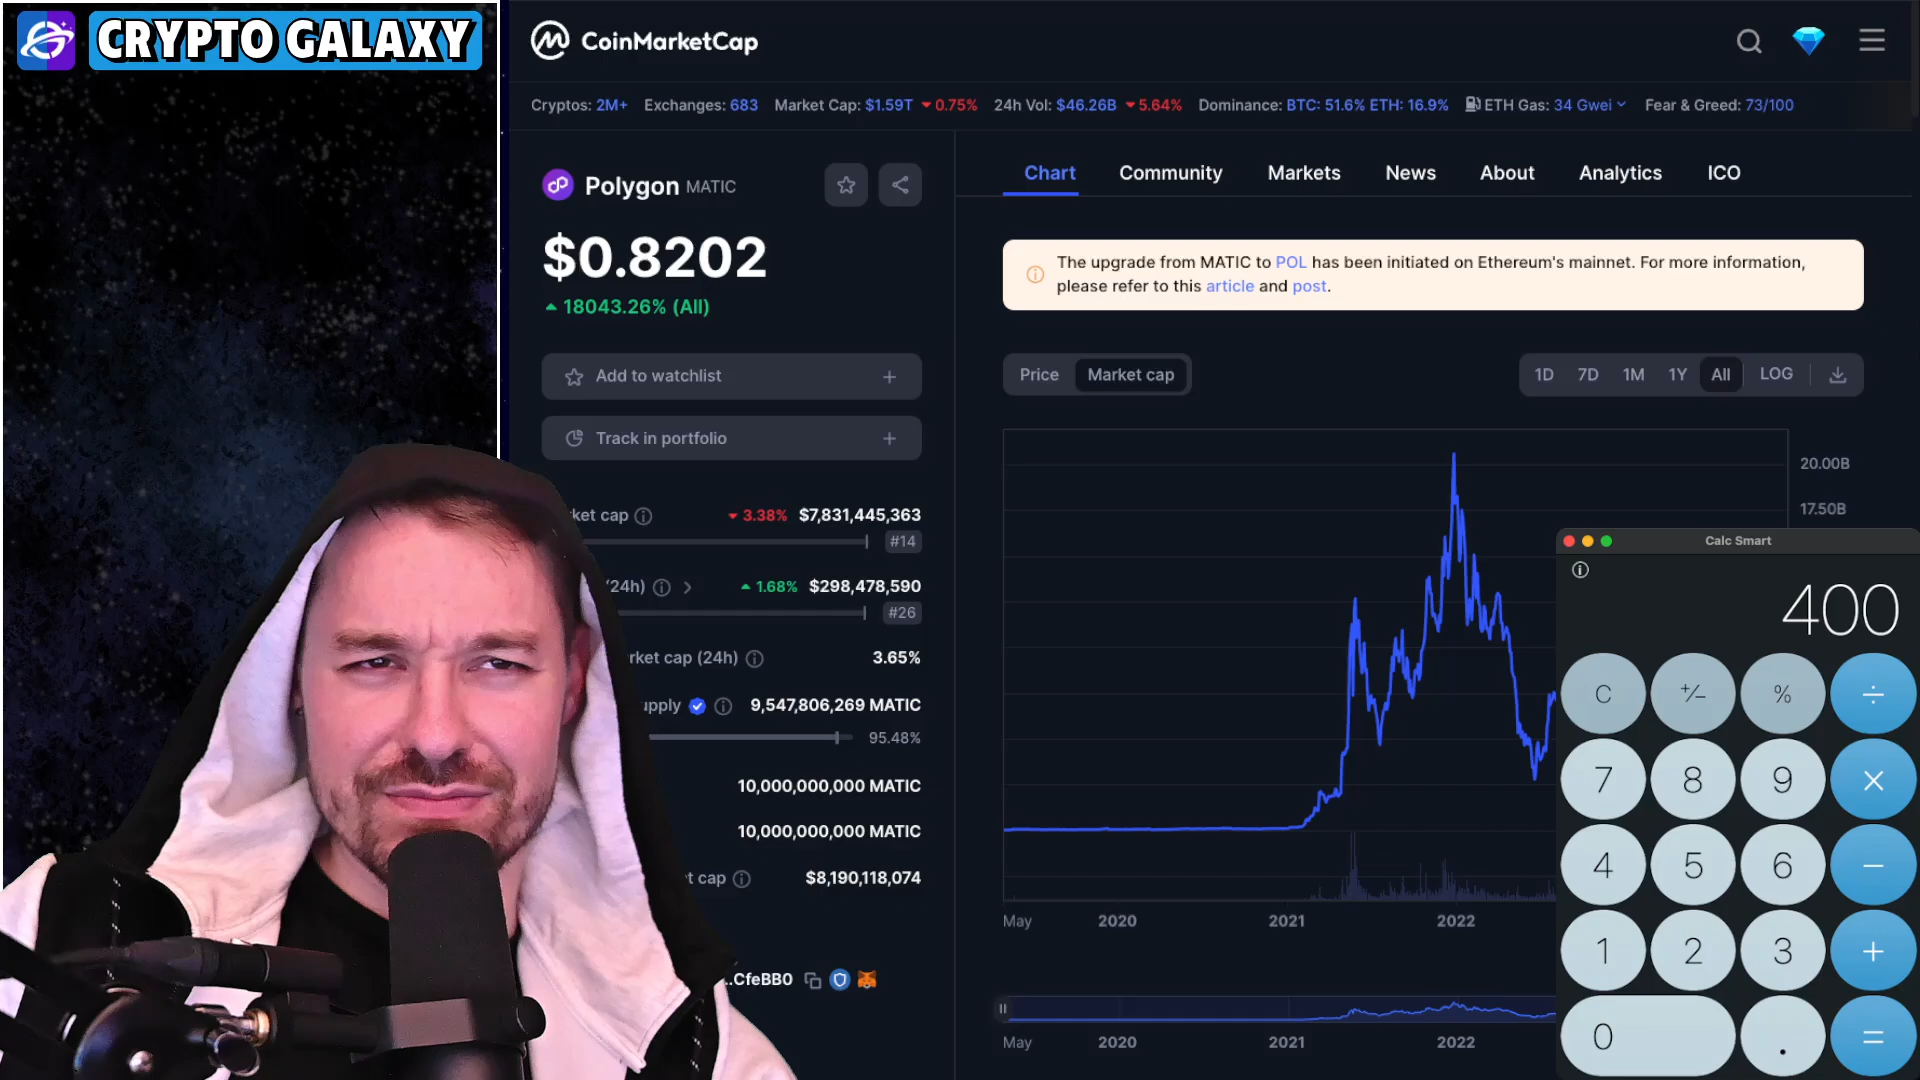 CRYPTO GALAXY
CoinMarketCap
Cryptos: 2M+ Exchanges: 683 Market Cap: $1.59T 0.75% 24h Vol: $46.26B 5.64% Dominance: BTC: 51.6% ETH: 16.9% ETH Gas: 34 Gwei Fear & Greed: 73/100
Polygon MATIC
$0.8202
18043.26% (All)
Add to watchlist +
Track in portfolio +
ket cap 3.38% $7,831,445,363
#14
(24h) 1.68% $298,478,590
#26
rket cap (24h) 3.65%
upply 9,547,806,269 MATIC
95.48%
10,000,000,000 MATIC
10,000,000,000 MATIC
t cap $8,190,118,074
..CfeBB0
Chart Community Markets News About Analytics ICO
The upgrade from MATIC to POL has been initiated on Ethereum's mainnet. For more information,
please refer to this article and post.
Price Market cap 1D 7D 1M 1Y All LOG
20.00B
17.50B
May 2020 2021 2022
May 2020 2021 2022
Calc Smart
400
C +/− % ÷
7 8 9 ×
4 5 6 −
1 2 3 +
0 . =